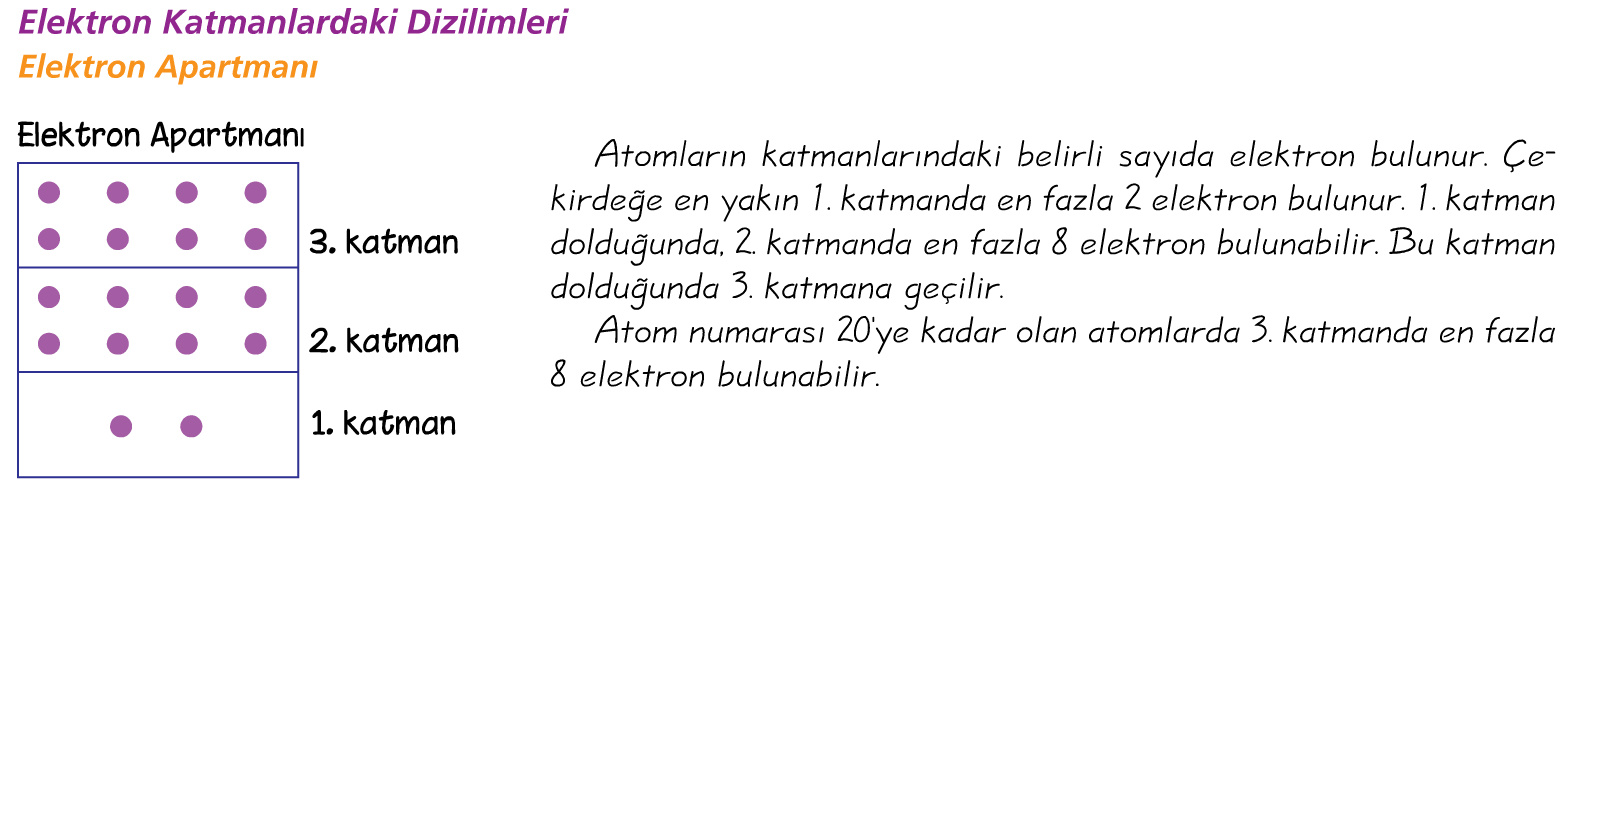 Elektron Katmanlardaki Dizilimleri
Elektron Apartmanı
Elektron Apartmanı
3. katman
2. katman
1. katman
Atomların katmanlarındaki belirli sayıda elektron bulunur. Çe-
kirdeğe en yakın 1. katmanda en fazla 2 elektron bulunur. 1. katman
dolduğunda, 2. katmanda en fazla 8 elektron bulunabilir. Bu katman
dolduğunda 3. katmana geçilir.
Atom numarası 20'ye kadar olan atomlarda 3. katmanda en fazla
8 elektron bulunabilir.